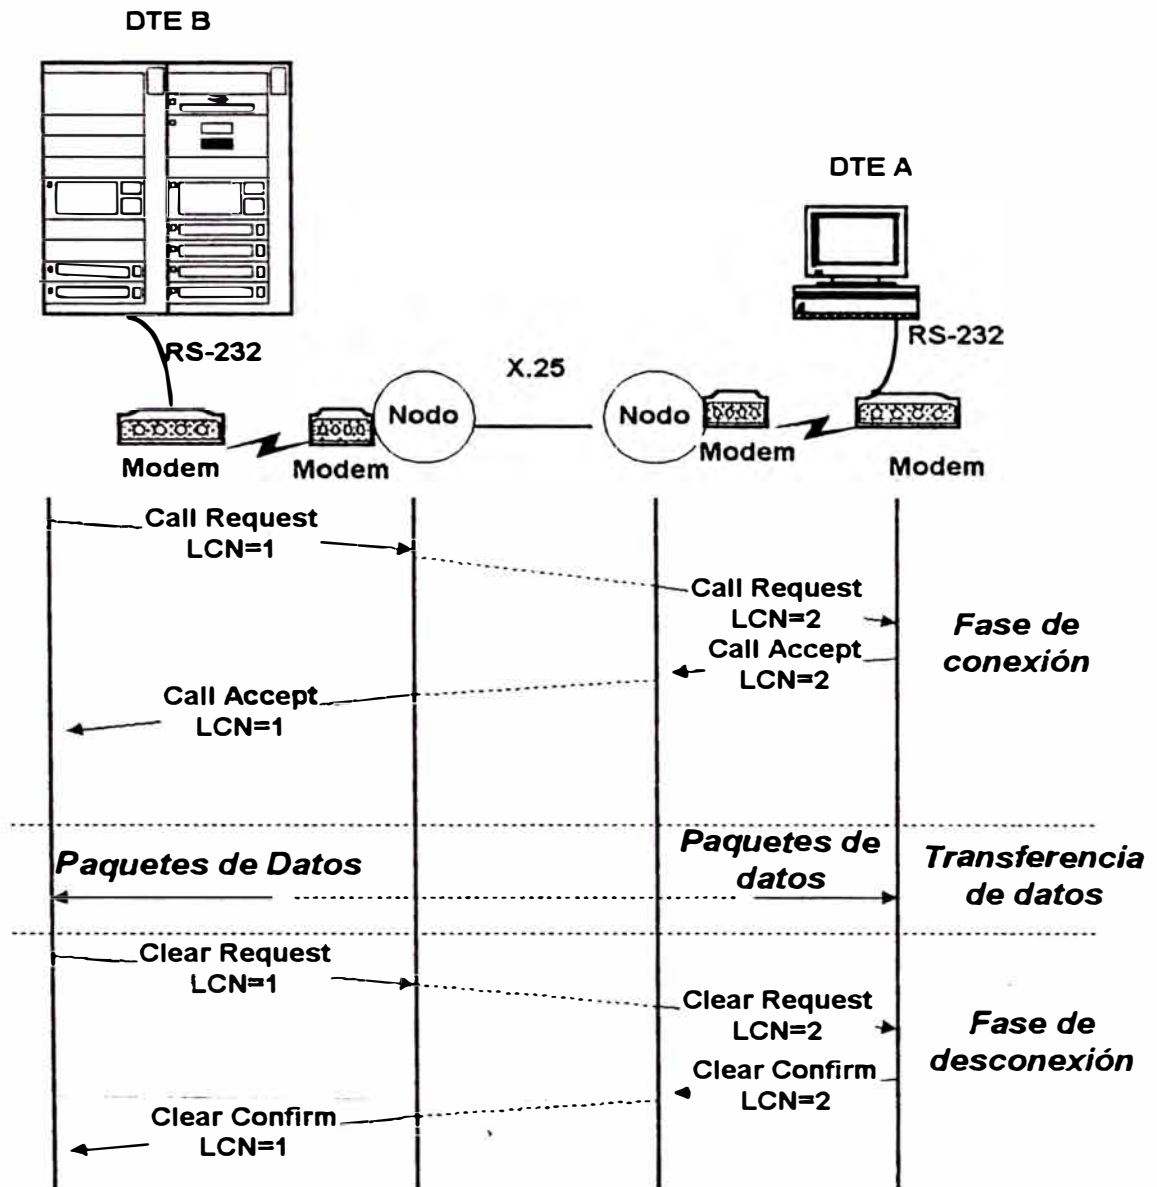 DTE B
DTE A
RS-232
RS-232
X.25
Nodo
Nodo
Modem
Modem
Modem
Modem
Call Request
LCN=1
Call Request
LCN=2
Call Accept
LCN=2
Call Accept
LCN=1
Fase de
conexión
Paquetes de Datos
Paquetes de
datos
Transferencia
de datos
Clear Request
LCN=1
Clear Request
LCN=2
Clear Confirm
LCN=2
Clear Confirm
LCN=1
Fase de
desconexión